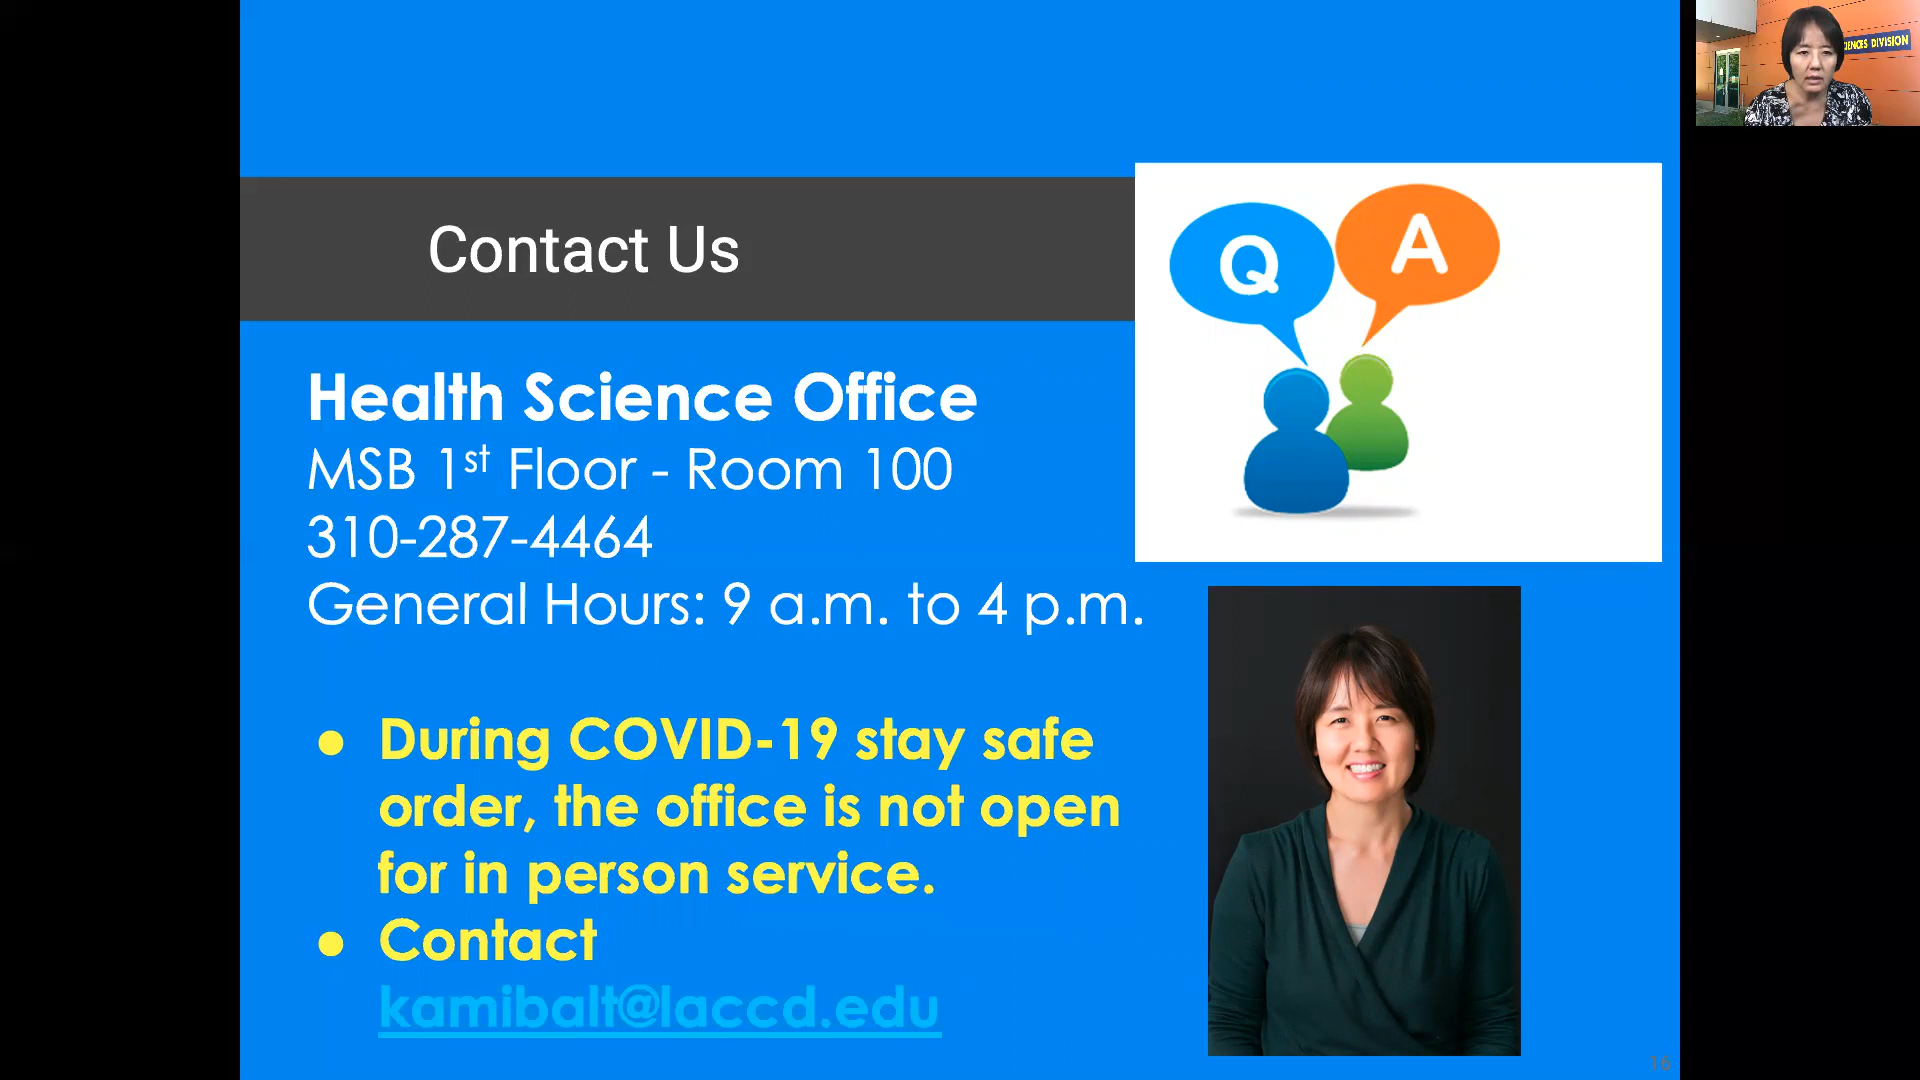 IENCES DIVISION
Q
A
Contact Us
Health Science Office
MSB 1st Floor - Room 100
310-287-4464
General Hours: 9 a.m. to 4 p.m.
● During COVID-19 stay safe
order, the office is not open
for in person service.
● Contact
kamibalt@laccd.edu
16